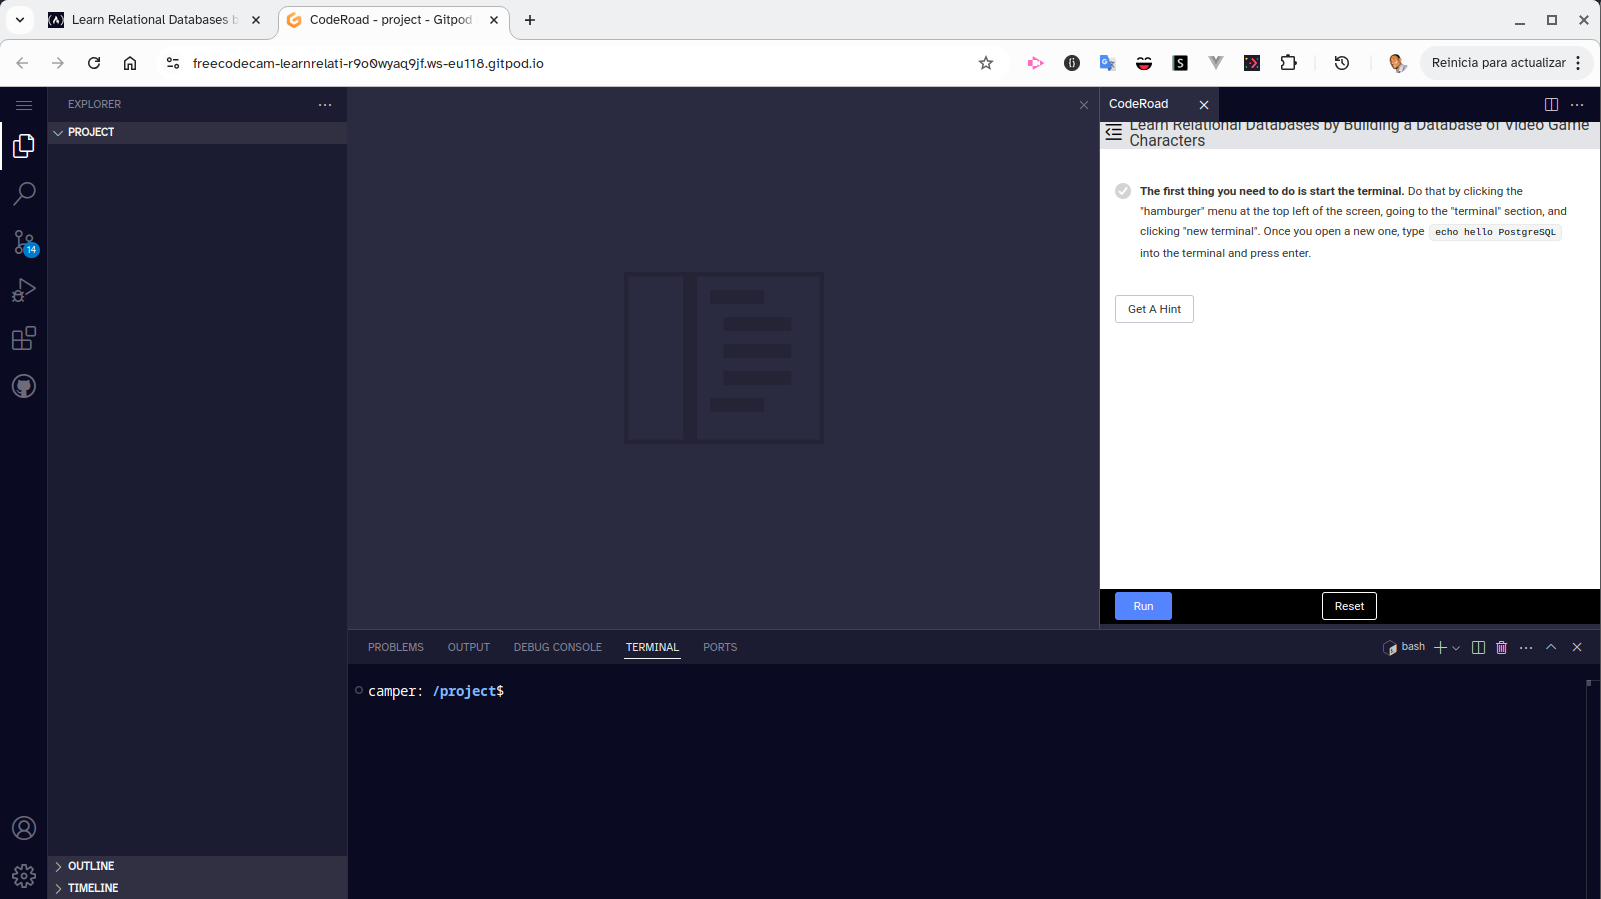 Learn Relational Databases b
CodeRoad - project - Gitpod
freecodecam-learnrelati-r9o0wyaq9jf.ws-eu118.gitpod.io
Reinicia para actualizar
EXPLORER
PROJECT
14
OUTLINE
TIMELINE
CodeRoad
Learn Relational Databases by Building a Database of Video Game
Characters
The first thing you need to do is start the terminal. Do that by clicking the
"hamburger" menu at the top left of the screen, going to the "terminal" section, and
clicking "new terminal". Once you open a new one, type echo hello PostgreSQL
into the terminal and press enter.
Get A Hint
Run
Reset
PROBLEMS
OUTPUT
DEBUG CONSOLE
TERMINAL
PORTS
bash
camper: /project$